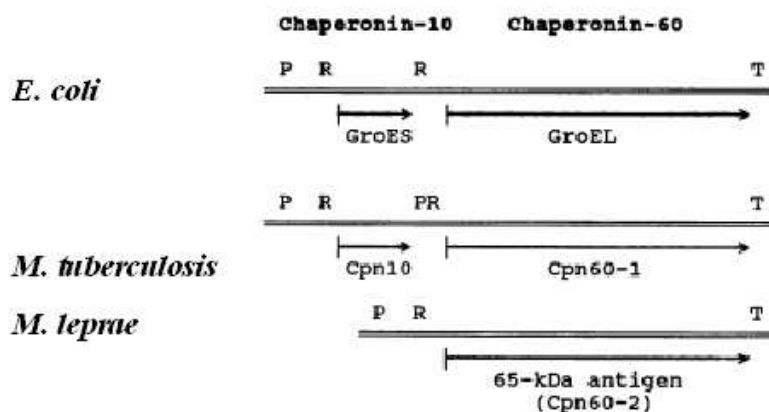 Chaperonin-10 Chaperonin-60
P R R T
E. coli
GroES GroEL
P R PR T
M. tuberculosis
Cpn10 Cpn60-1
M. leprae
P R T
65-kDa antigen
(Cpn60-2)